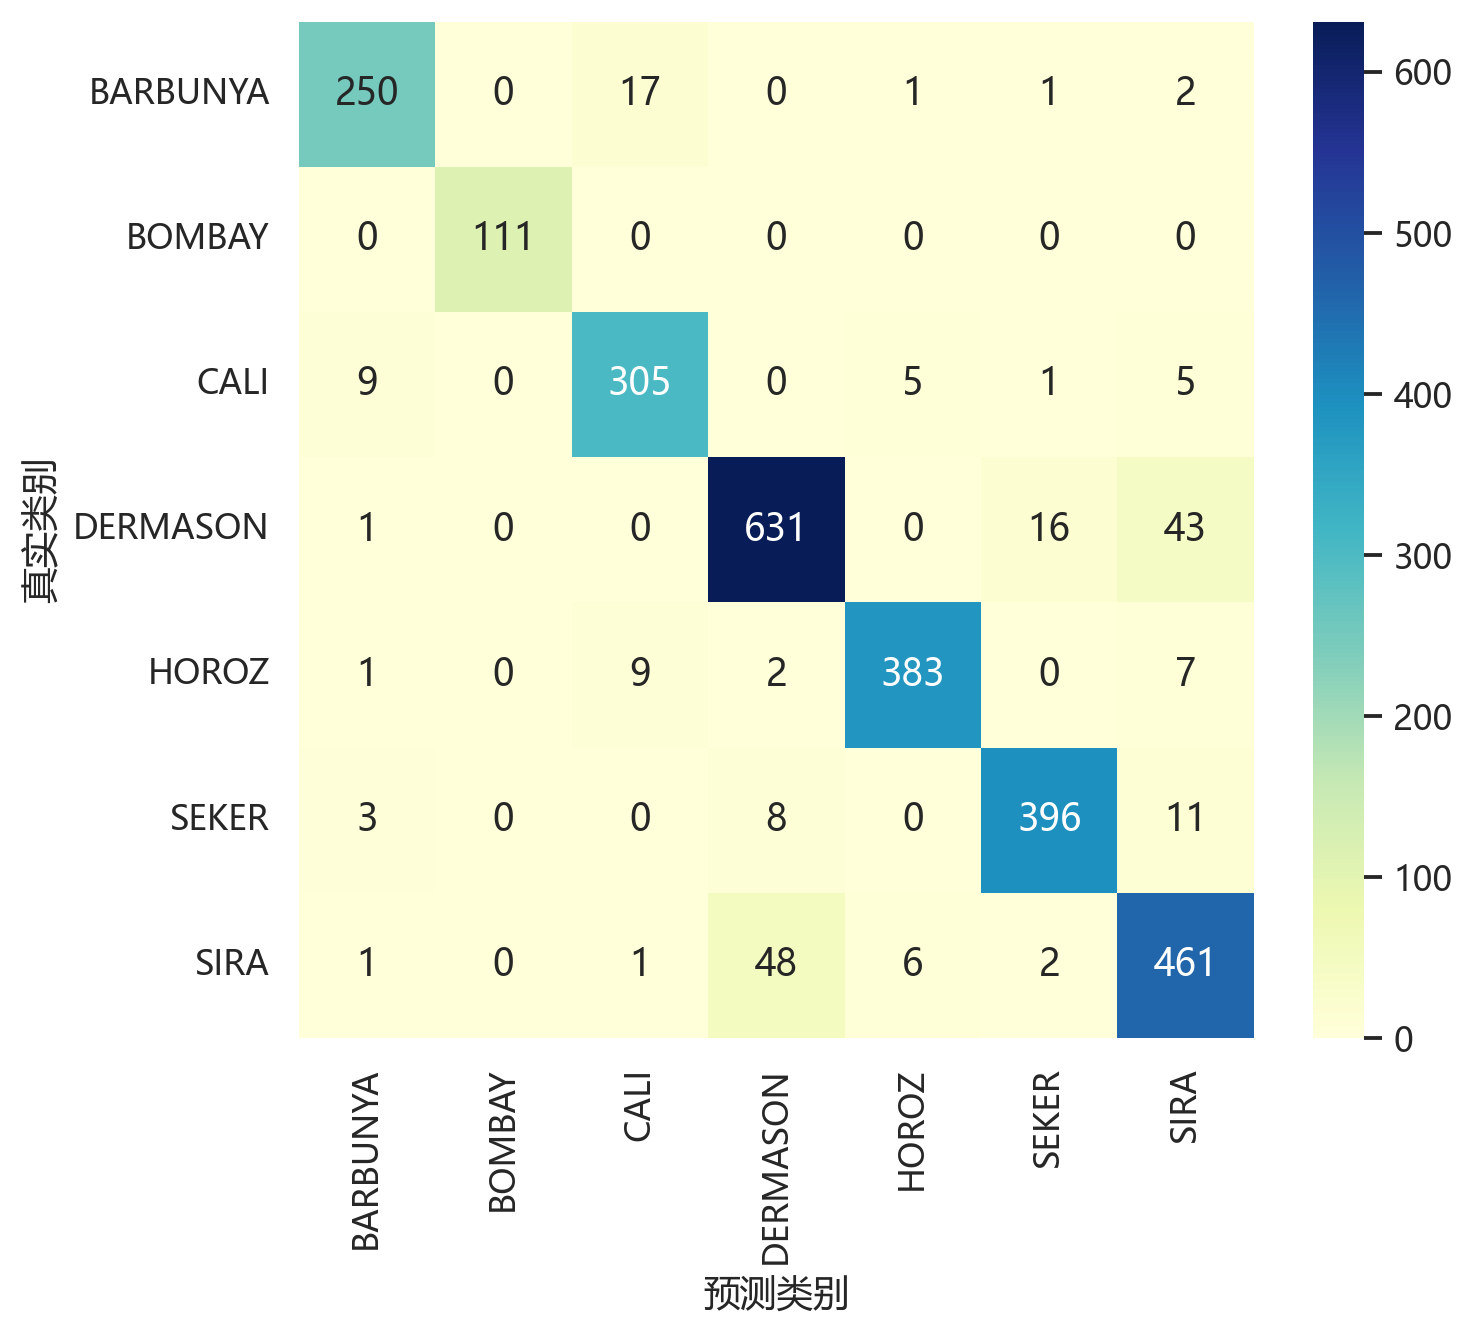 BARBUNYA 250 0 17 0 1 1 2
BOMBAY 0 111 0 0 0 0 0
CALI 9 0 305 0 5 1 5
DERMASON 1 0 0 631 0 16 43
HOROZ 1 0 9 2 383 0 7
SEKER 3 0 0 8 0 396 11
SIRA 1 0 1 48 6 2 461
真实类别
BARBUNYA
BOMBAY
CALI
DERMASON
HOROZ
SEKER
SIRA
预测类别
600
500
400
300
200
100
0